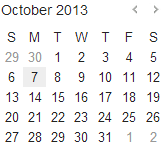 October 2013
S M T W T F S
29 30 1 2 3 4 5
6 7 8 9 10 11 12
13 14 15 16 17 18 19
20 21 22 23 24 25 26
27 28 29 30 31 1 2